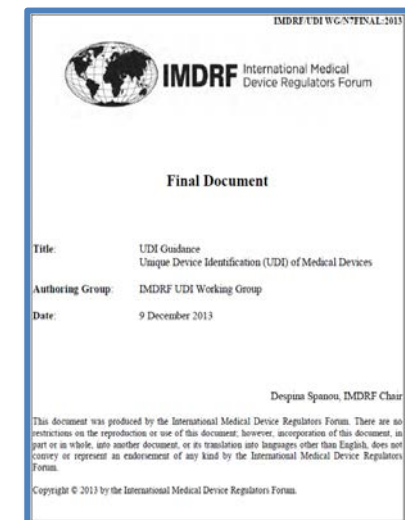 IMDRF/UDI WG/N7FINAL:2013
IMDRF International Medical
Device Regulators Forum
Final Document
Title: UDI Guidance
Unique Device Identification (UDI) of Medical Devices
Authoring Group: IMDRF UDI Working Group
Date: 9 December 2013
Despina Spanou, IMDRF Chair
This document was produced by the International Medical Device Regulators Forum. There are no
restrictions on the reproduction or use of this document; however, incorporation of this document, in
part or in whole, into another document, or its translation into languages other than English, does not
convey or represent an endorsement of any kind by the International Medical Device Regulators
Forum.
Copyright © 2013 by the International Medical Device Regulators Forum.